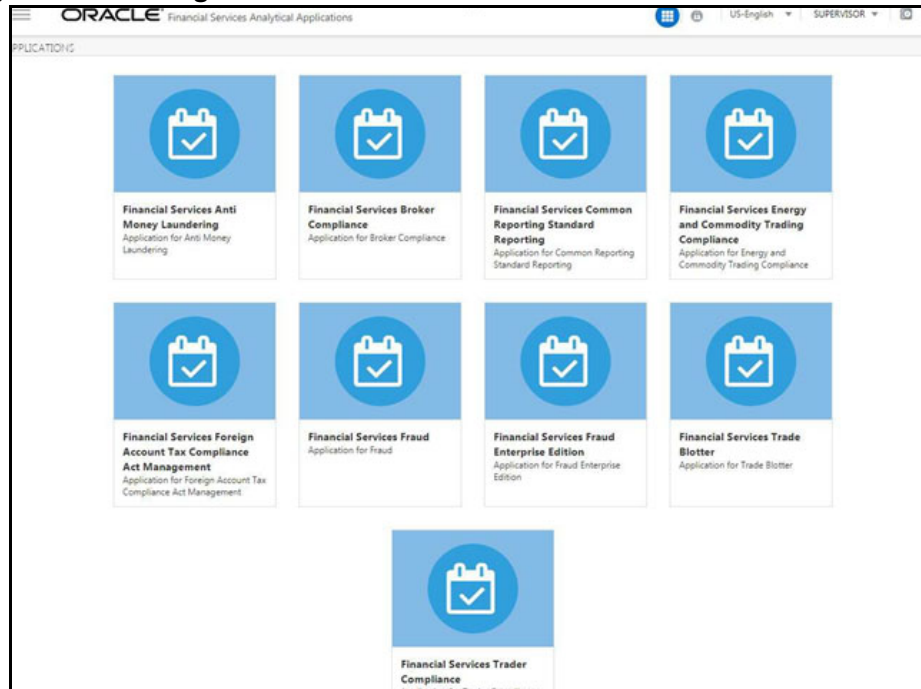 ORACLE Financial Services Analytical Applications
US-English SUPERVISOR
PPLICATIONS
Financial Services Anti
Money Laundering
Application for Anti Money
Laundering
Financial Services Broker
Compliance
Application for Broker Compliance
Financial Services Common
Reporting Standard
Reporting
Application for Common Reporting
Standard Reporting
Financial Services Energy
and Commodity Trading
Compliance
Application for Energy and
Commodity Trading Compliance
Financial Services Foreign
Account Tax Compliance
Act Management
Application for Foreign Account Tax
Compliance Act Management
Financial Services Fraud
Application for Fraud
Financial Services Fraud
Enterprise Edition
Application for Fraud Enterprise
Edition
Financial Services Trade
Blotter
Application for Trade Blotter
Financial Services Trader
Compliance